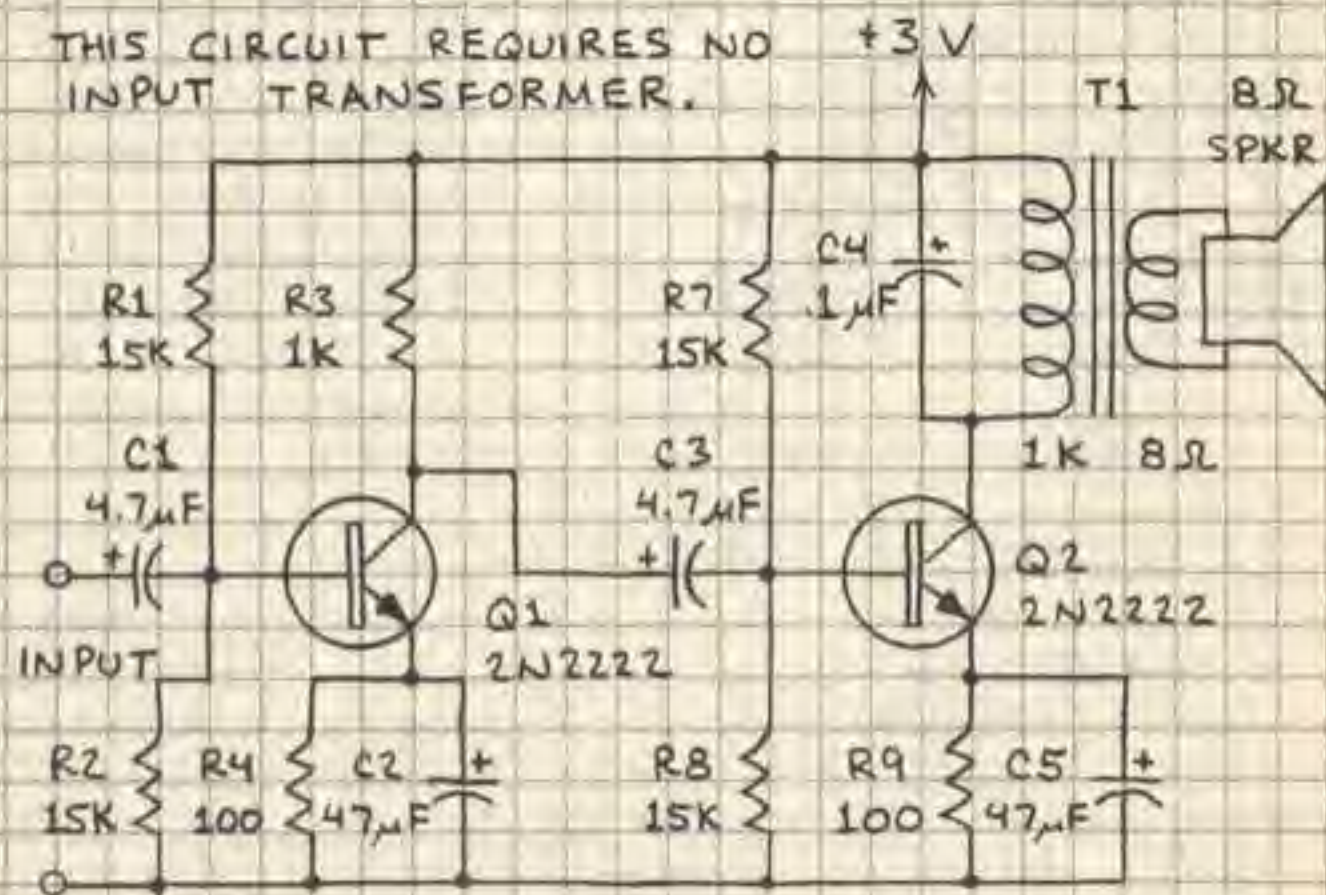 THIS CIRCUIT REQUIRES NO
INPUT TRANSFORMER.
+3 V
T1
8Ω
SPKR
R1
15K
R3
1K
R7
15K
C4
+
.1µF
C1
4.7µF
+
C3
4.7µF
+
1K 8Ω
INPUT
Q1
2N2222
Q2
2N2222
R2
15K
R4
100
C2
47µF
+
R8
15K
R9
100
C5
47µF
+